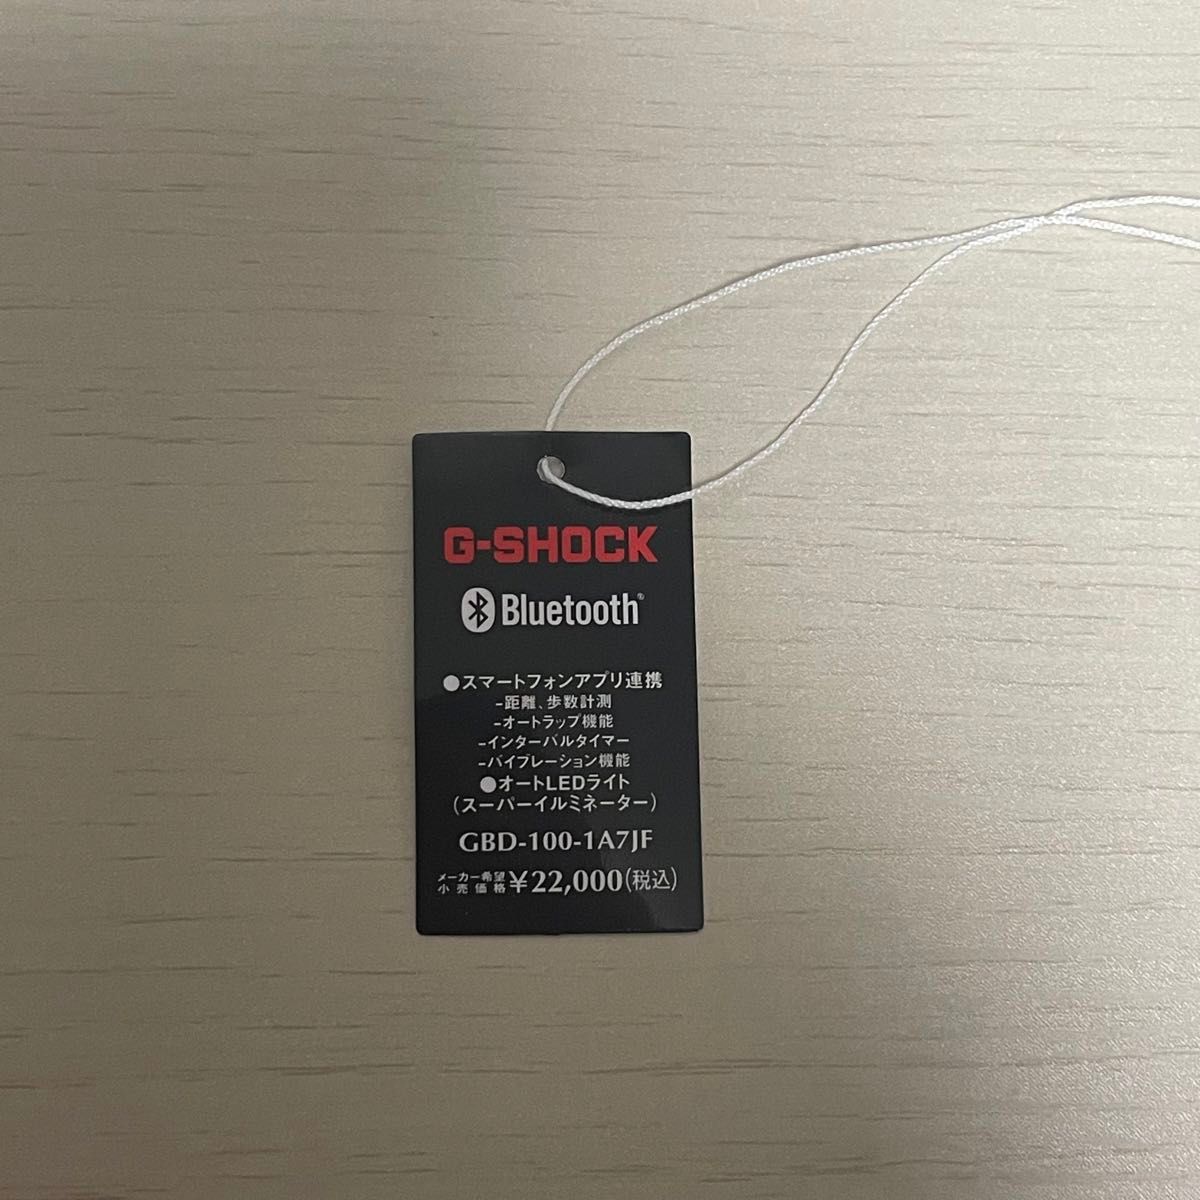 G-SHOCK
Bluetooth®
●スマートフォンアプリ連携
-距離、歩数計測
-オートラップ機能
-インターバルタイマー
-バイブレーション機能
●オートLEDライト
(スーパーイルミネーター)
GBD-100-1A7JF
メーカー希望小売価格 ¥22,000(税込)